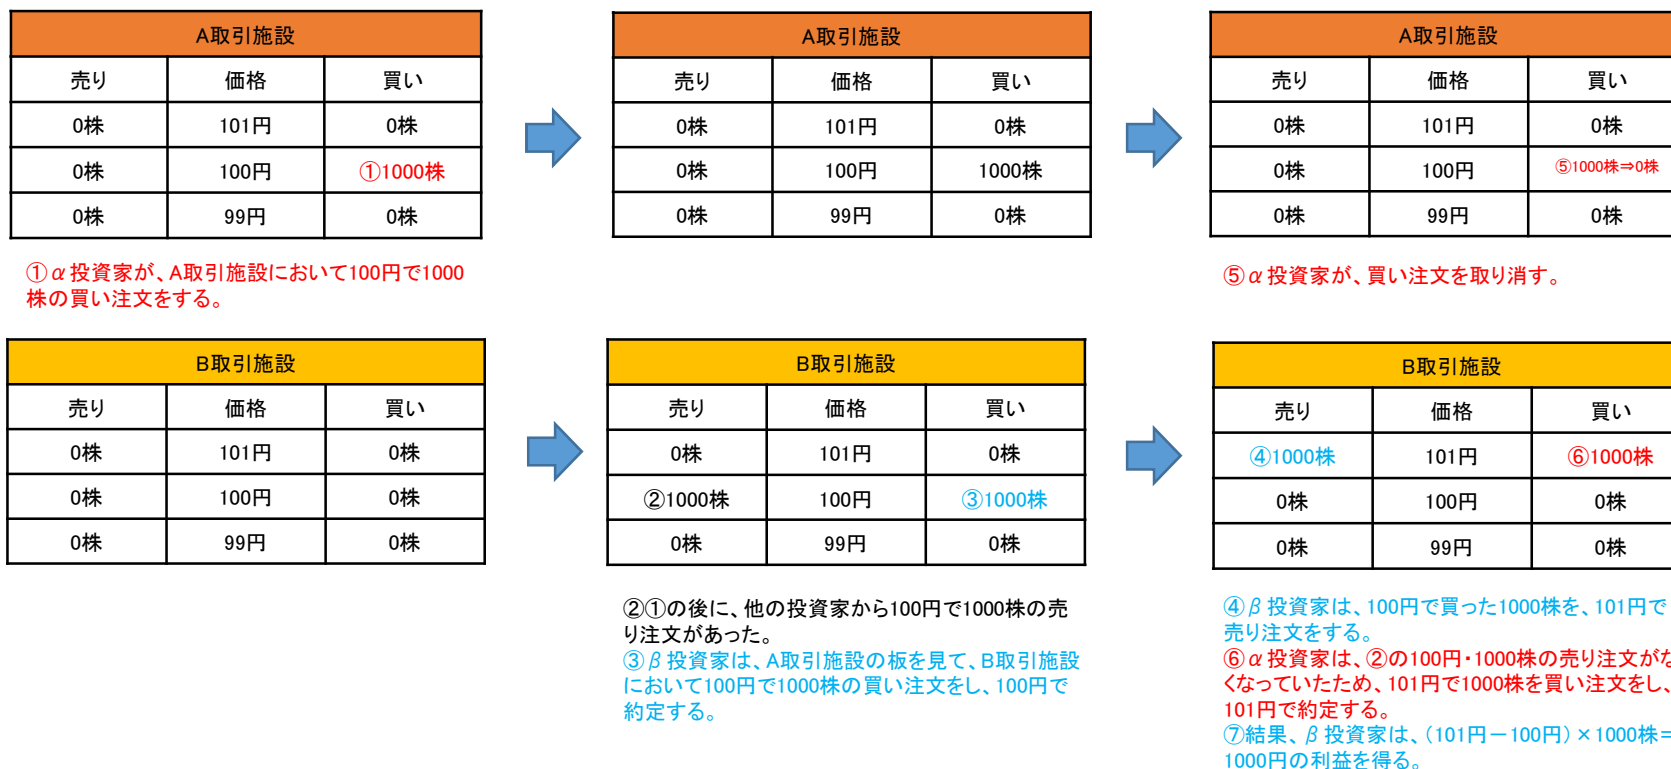 A取引施設
売り 価格 買い
0株 101円 0株
0株 100円 ①1000株
0株 99円 0株
①α投資家が、A取引施設において100円で1000
株の買い注文をする。
A取引施設
売り 価格 買い
0株 101円 0株
0株 100円 1000株
0株 99円 0株
A取引施設
売り 価格 買い
0株 101円 0株
0株 100円 ⑤1000株⇒0株
0株 99円 0株
⑤α投資家が、買い注文を取り消す。
B取引施設
売り 価格 買い
0株 101円 0株
0株 100円 0株
0株 99円 0株
B取引施設
売り 価格 買い
0株 101円 0株
②1000株 100円 ③1000株
0株 99円 0株
②①の後に、他の投資家から100円で1000株の売
り注文があった。
③β投資家は、A取引施設の板を見て、B取引施設
において100円で1000株の買い注文をし、100円で
約定する。
B取引施設
売り 価格 買い
④1000株 101円 ⑥1000株
0株 100円 0株
0株 99円 0株
④β投資家は、100円で買った1000株を、101円で
売り注文をする。
⑥α投資家は、②の100円・1000株の売り注文がな
くなっていたため、101円で1000株を買い注文をし、
101円で約定する。
⑦結果、β投資家は、(101円－100円)×1000株＝
1000円の利益を得る。